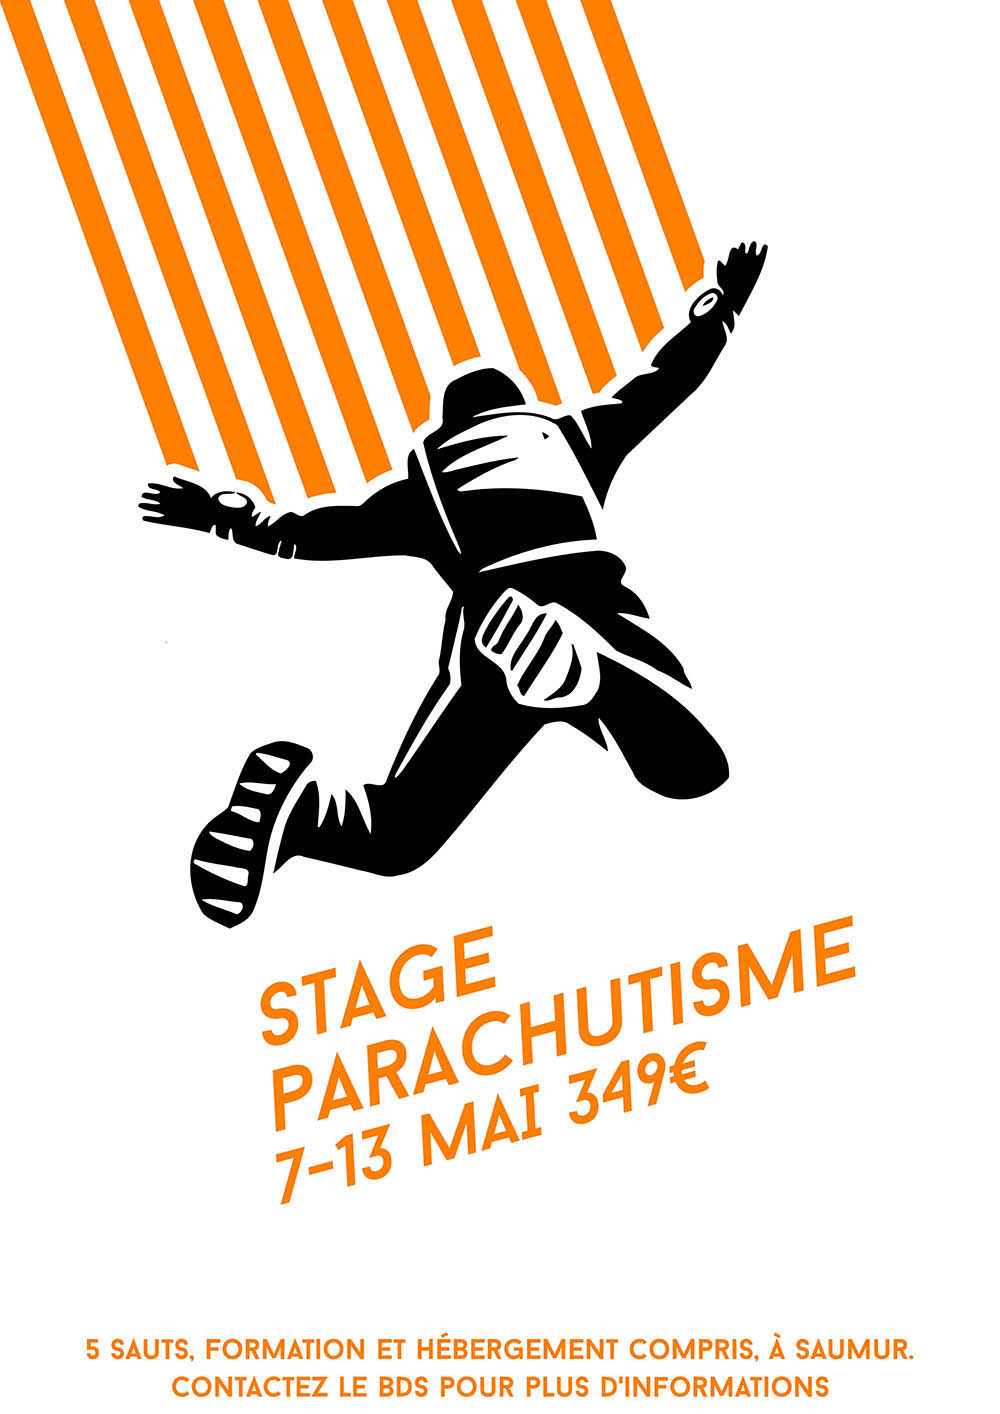 STAGE
PARACHUTISME
7-13 MAI 349€
5 SAUTS, FORMATION ET HÉBERGEMENT COMPRIS, À SAUMUR.
CONTACTEZ LE BDS POUR PLUS D'INFORMATIONS